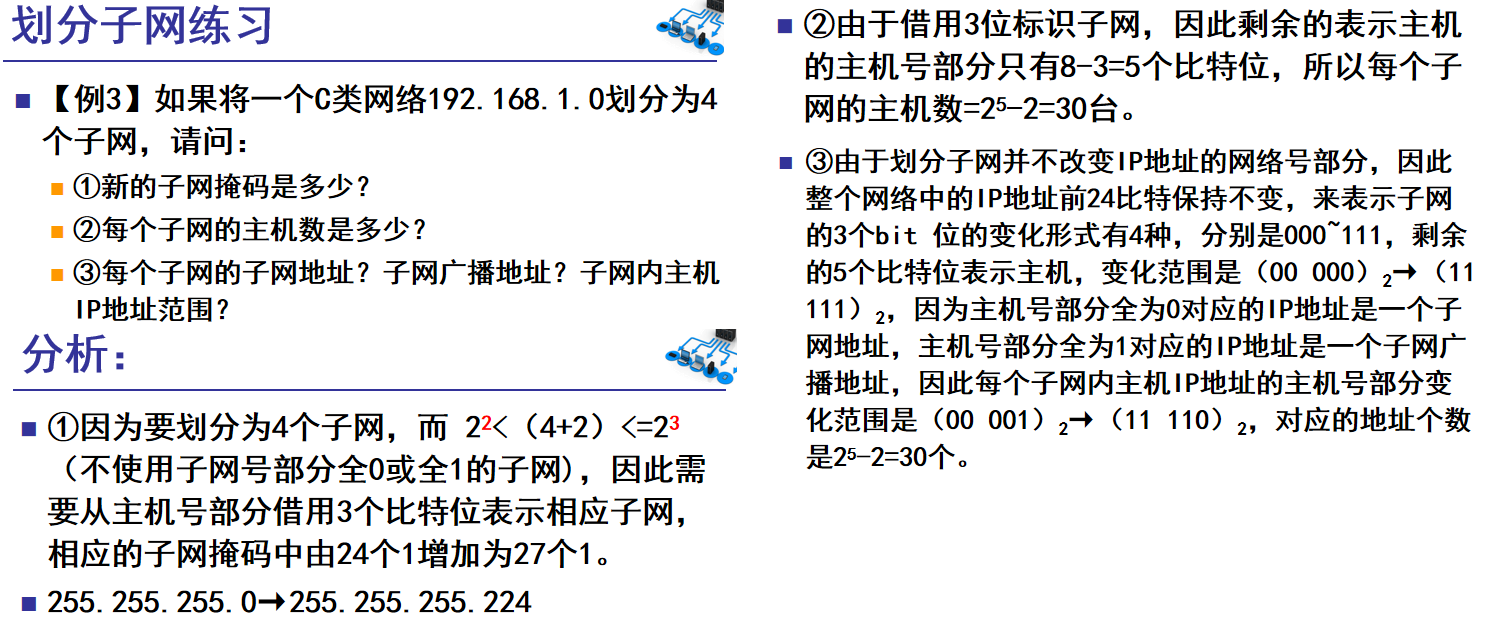 划分子网练习
■ 【例3】如果将一个C类网络192.168.1.0划分为4
个子网，请问：
■ ①新的子网掩码是多少？
■ ②每个子网的主机数是多少？
■ ③每个子网的子网地址？子网广播地址？子网内主机
IP地址范围？
分析：
■ ①因为要划分为4个子网，而 2²<（4+2）<=2³
（不使用子网号部分全0或全1的子网），因此需
要从主机号部分借用3个比特位表示相应子网，
相应的子网掩码中由24个1增加为27个1。
■ 255.255.255.0→255.255.255.224
■ ②由于借用3位标识子网，因此剩余的表示主机
的主机号部分只有8-3=5个比特位，所以每个子
网的主机数=2⁵-2=30台。
■ ③由于划分子网并不改变IP地址的网络号部分，因此
整个网络中的IP地址前24比特保持不变，来表示子网
的3个bit 位的变化形式有4种，分别是000~111，剩余
的5个比特位表示主机，变化范围是（00 000）₂→（11
111）₂，因为主机号部分全为0对应的IP地址是一个子
网地址，主机号部分全为1对应的IP地址是一个子网广
播地址，因此每个子网内主机IP地址的主机号部分变
化范围是（00 001）₂→（11 110）₂，对应的地址个数
是2⁵-2=30个。